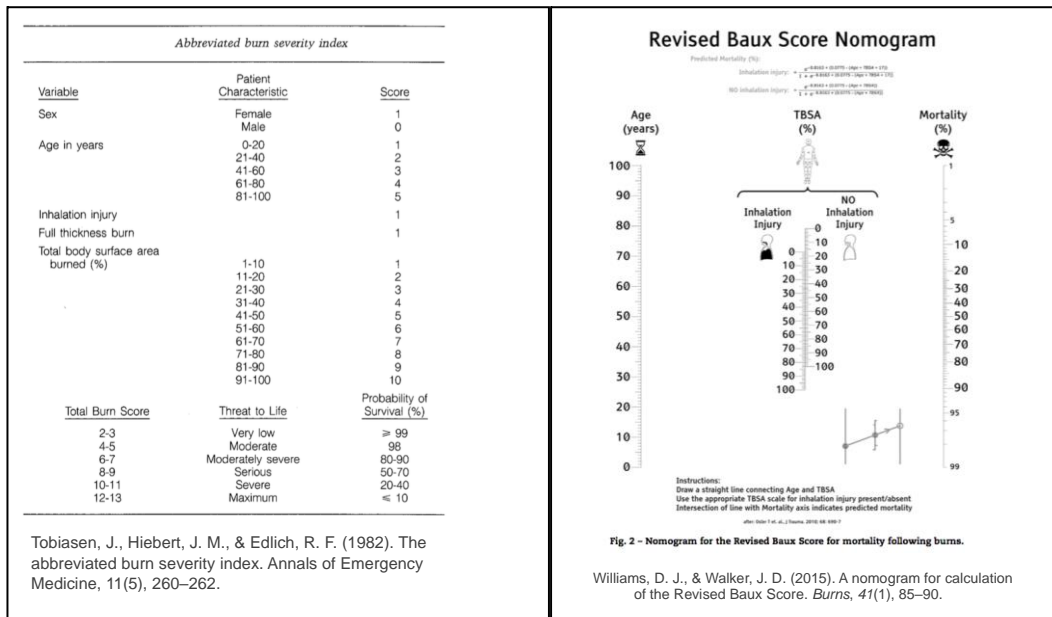 Abbreviated burn severity index
Variable Patient Characteristic Score
Sex Female 1
Male 0
Age in years 0-20 1
21-40 2
41-60 3
61-80 4
81-100 5
Inhalation injury 1
Full thickness burn 1
Total body surface area burned (%)
1-10 1
11-20 2
21-30 3
31-40 4
41-50 5
51-60 6
61-70 7
71-80 8
81-90 9
91-100 10
Total Burn Score Threat to Life Probability of Survival (%)
2-3 Very low ≥ 99
4-5 Moderate 98
6-7 Moderately severe 80-90
8-9 Serious 50-70
10-11 Severe 20-40
12-13 Maximum ≤ 10
Tobiasen, J., Hiebert, J. M., & Edlich, R. F. (1982). The
abbreviated burn severity index. Annals of Emergency
Medicine, 11(5), 260–262.
Revised Baux Score Nomogram
Predicted Mortality (%):
Inhalation injury:
NO inhalation injury:
Age
(years)
100
90
80
70
60
50
40
30
20
10
0
TBSA
(%)
Inhalation
Injury
0
10
20
30
40
50
60
70
80
90
100
NO
Inhalation
Injury
0
10
20
30
40
50
60
70
80
90
100
Mortality
(%)
1
5
10
20
30
40
50
60
70
80
90
95
99
Instructions:
Draw a straight line connecting Age and TBSA
Use the appropriate TBSA scale for inhalation injury present/absent
Intersection of line with Mortality axis indicates predicted mortality
Fig. 2 – Nomogram for the Revised Baux Score for mortality following burns.
Williams, D. J., & Walker, J. D. (2015). A nomogram for calculation
of the Revised Baux Score. Burns, 41(1), 85–90.